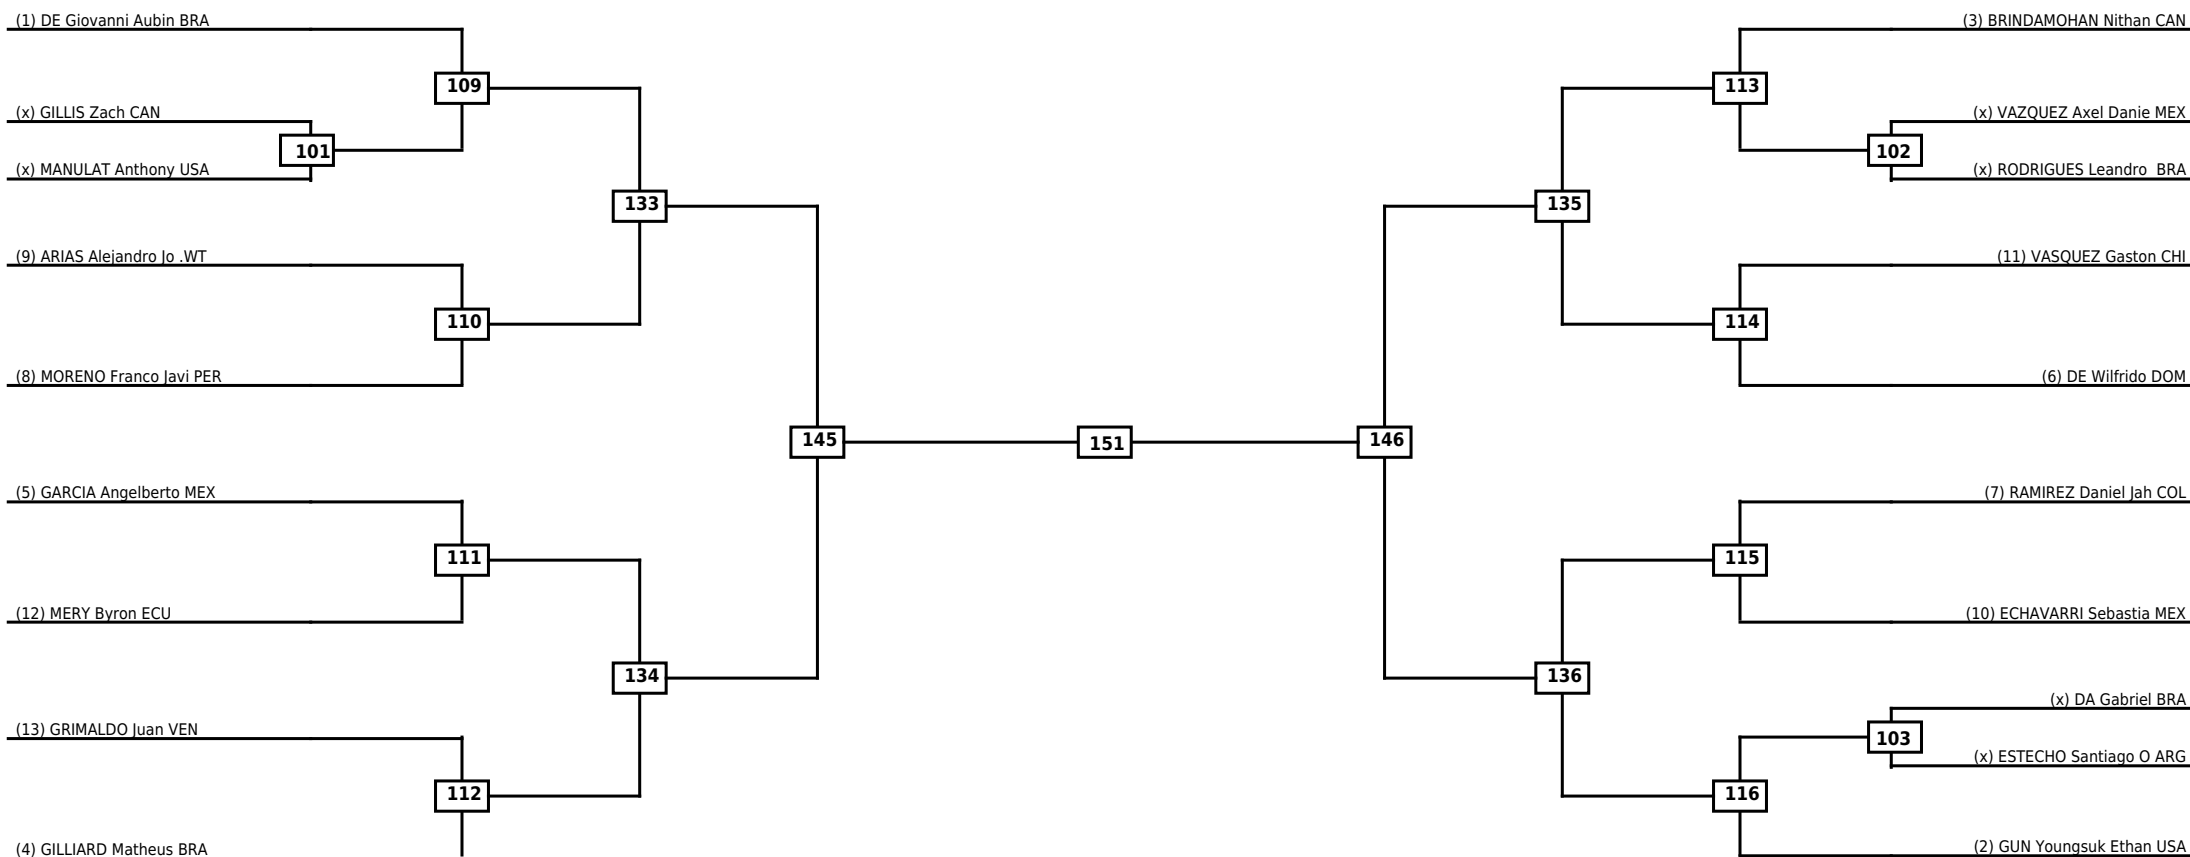 (1) DE Giovanni Aubin BRA
109
(x) GILLIS Zach CAN
101
(x) MANULAT Anthony USA
133
(9) ARIAS Alejandro Jo .WT
110
(8) MORENO Franco Javi PER
145
(5) GARCIA Angelberto MEX
111
(12) MERY Byron ECU
134
(13) GRIMALDO Juan VEN
112
(4) GILLIARD Matheus BRA
151
(3) BRINDAMOHAN Nithan CAN
113
(x) VAZQUEZ Axel Danie MEX
102
(x) RODRIGUES Leandro  BRA
135
(11) VASQUEZ Gaston CHI
114
(6) DE Wilfrido DOM
146
(7) RAMIREZ Daniel Jah COL
115
(10) ECHAVARRI Sebastia MEX
136
(x) DA Gabriel BRA
103
(x) ESTECHO Santiago O ARG
116
(2) GUN Youngsuk Ethan USA